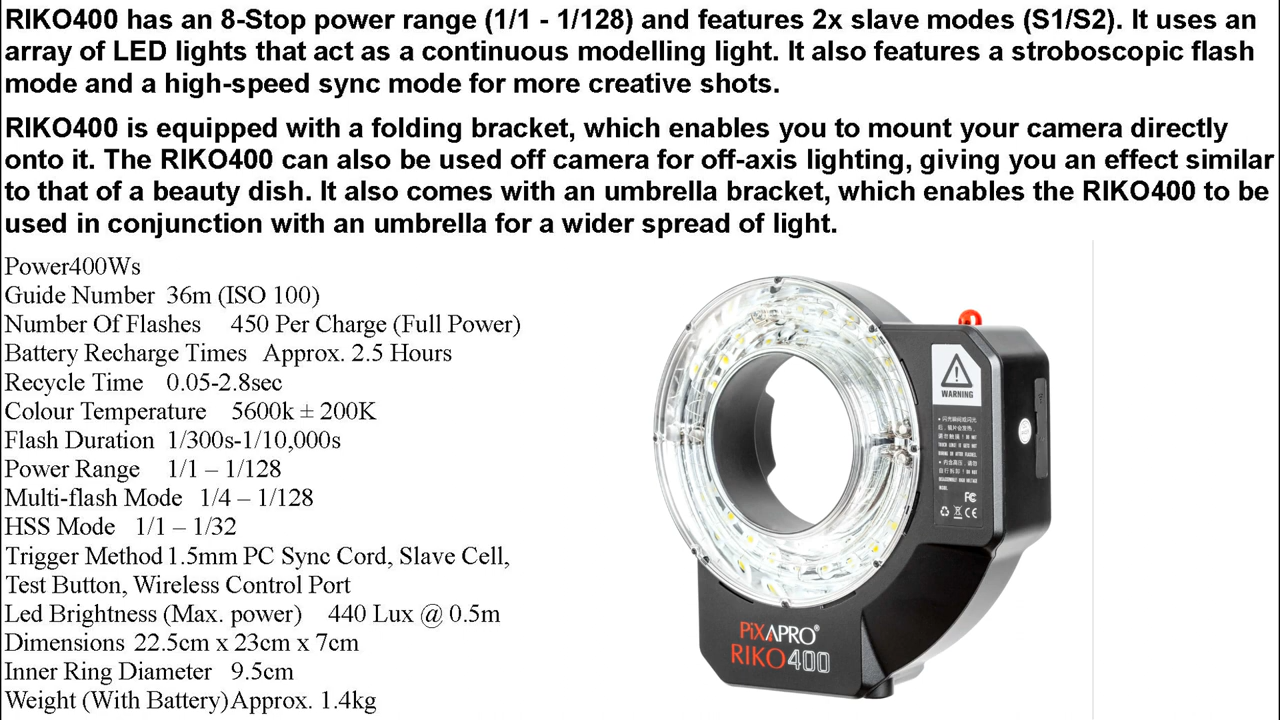 RIKO400 has an 8-Stop power range (1/1 - 1/128) and features 2x slave modes (S1/S2). It uses an
array of LED lights that act as a continuous modelling light. It also features a stroboscopic flash
mode and a high-speed sync mode for more creative shots.
RIKO400 is equipped with a folding bracket, which enables you to mount your camera directly
onto it. The RIKO400 can also be used off camera for off-axis lighting, giving you an effect similar
to that of a beauty dish. It also comes with an umbrella bracket, which enables the RIKO400 to be
used in conjunction with an umbrella for a wider spread of light.
Power400Ws
Guide Number 36m (ISO 100)
Number Of Flashes 450 Per Charge (Full Power)
Battery Recharge Times Approx. 2.5 Hours
Recycle Time 0.05-2.8sec
Colour Temperature 5600k ± 200K
Flash Duration 1/300s-1/10,000s
Power Range 1/1 – 1/128
Multi-flash Mode 1/4 – 1/128
HSS Mode 1/1 – 1/32
Trigger Method 1.5mm PC Sync Cord, Slave Cell,
Test Button, Wireless Control Port
Led Brightness (Max. power) 440 Lux @ 0.5m
Dimensions 22.5cm x 23cm x 7cm
Inner Ring Diameter 9.5cm
Weight (With Battery)Approx. 1.4kg
WARNING
FC
CE
PiXAPRO®
RIKO400